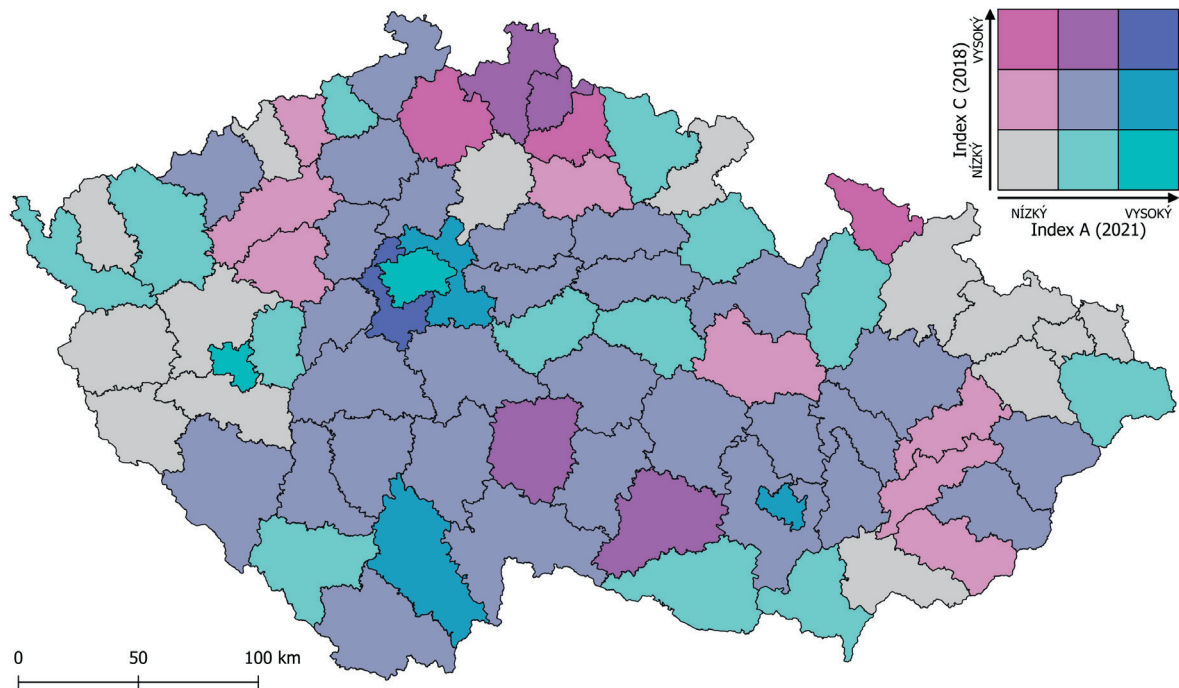 VYSOKÝ
Index C (2018)
NÍZKÝ
NÍZKÝ
VYSOKÝ
Index A (2021)
0
50
100 km